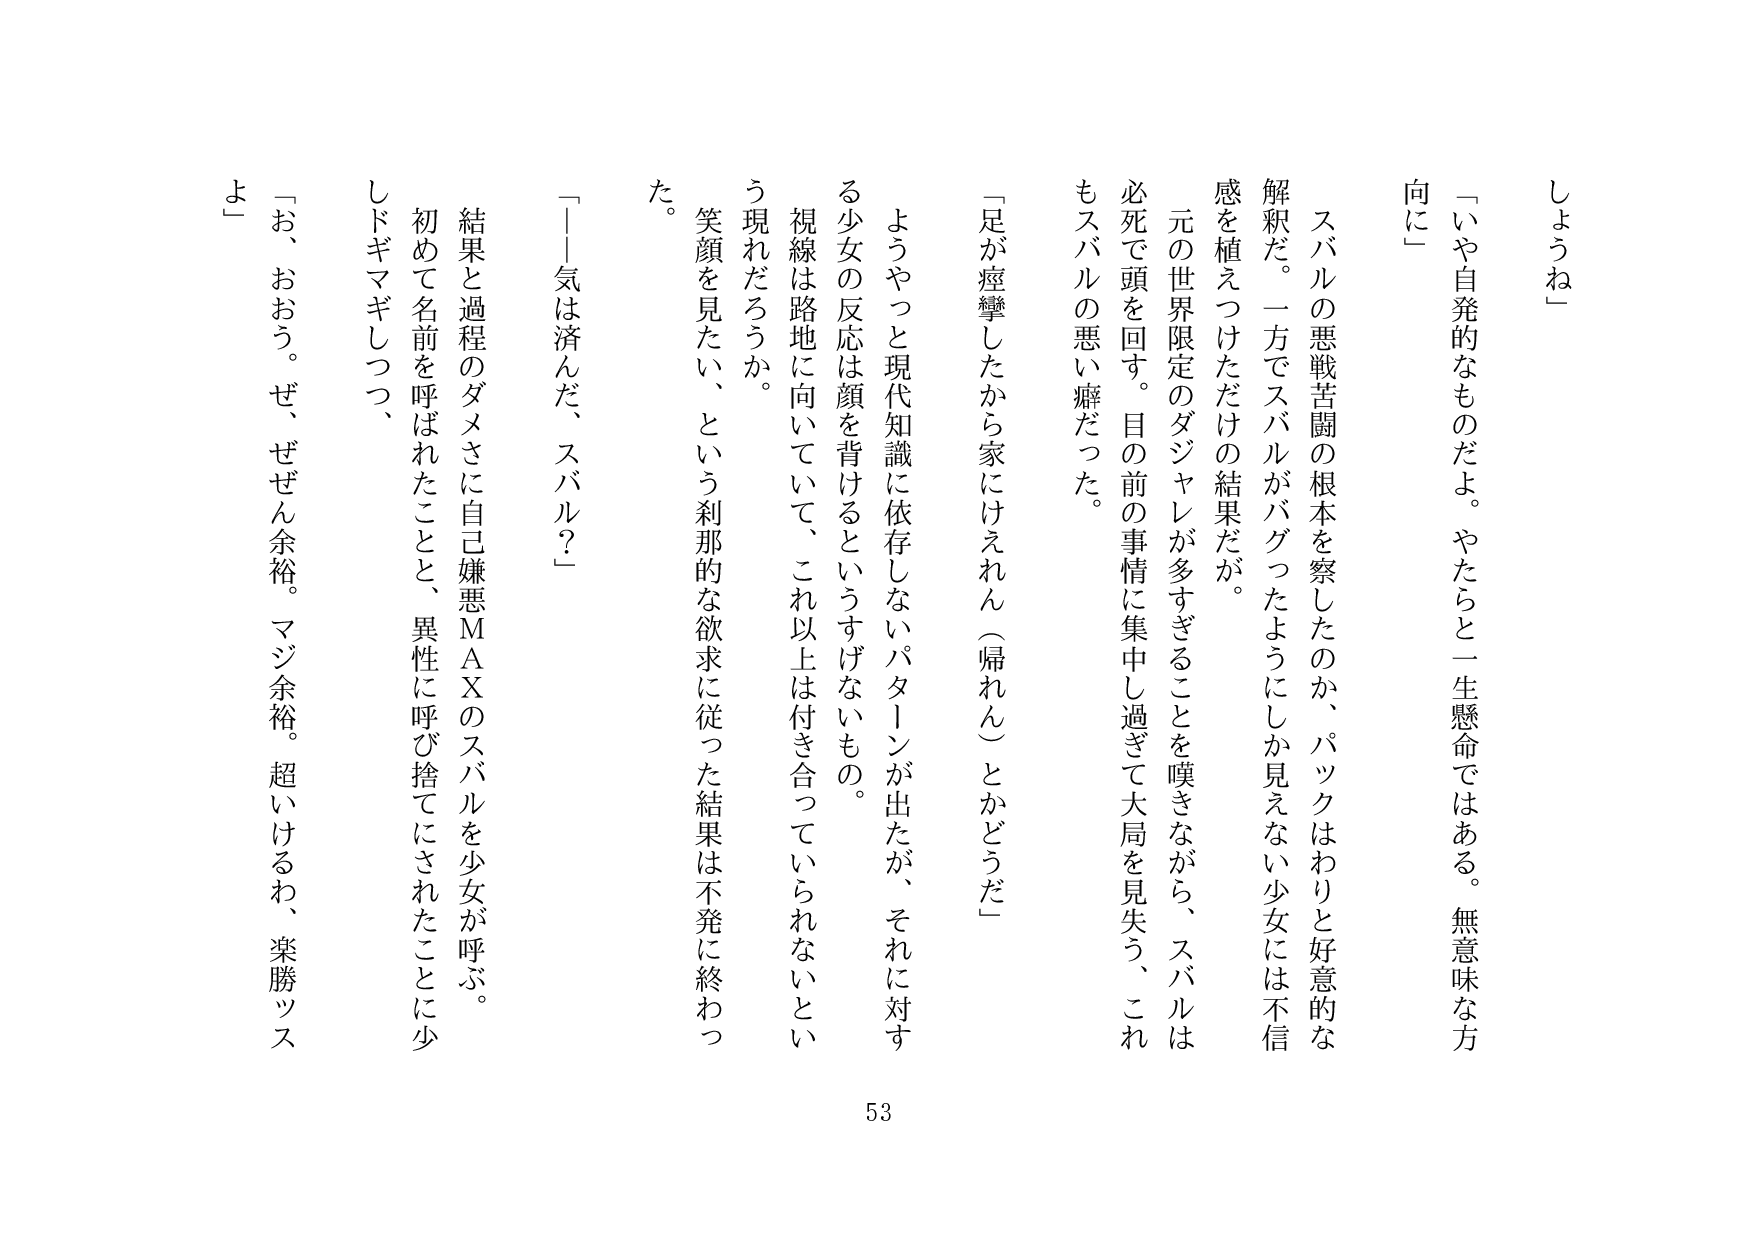 しょうね」
「いや自発的なものだよ。やたらと一生懸命ではある。無意味な方
向に」
　スバルの悪戦苦闘の根本を察したのか、パックはわりと好意的な
解釈だ。一方でスバルがバグったようにしか見えない少女には不信
感を植えつけただけの結果だが。
　元の世界限定のダジャレが多すぎることを嘆きながら、スバルは
必死で頭を回す。目の前の事情に集中し過ぎて大局を見失う、これ
もスバルの悪い癖だった。
「足が痙攣したから家にけえれん（帰れん）とかどうだ」
　ようやっと現代知識に依存しないパターンが出たが、それに対す
る少女の反応は顔を背けるというすげないもの。
　視線は路地に向いていて、これ以上は付き合っていられないとい
う現れだろうか。
　笑顔を見たい、という刹那的な欲求に従った結果は不発に終わっ
た。
「――気は済んだ、スバル？」
　結果と過程のダメさに自己嫌悪ＭＡＸのスバルを少女が呼ぶ。
　初めて名前を呼ばれたことと、異性に呼び捨てにされたことに少
しドギマギしつつ、
「お、おおう。ぜ、ぜぜん余裕。マジ余裕。超いけるわ、楽勝ッス
よ」
53